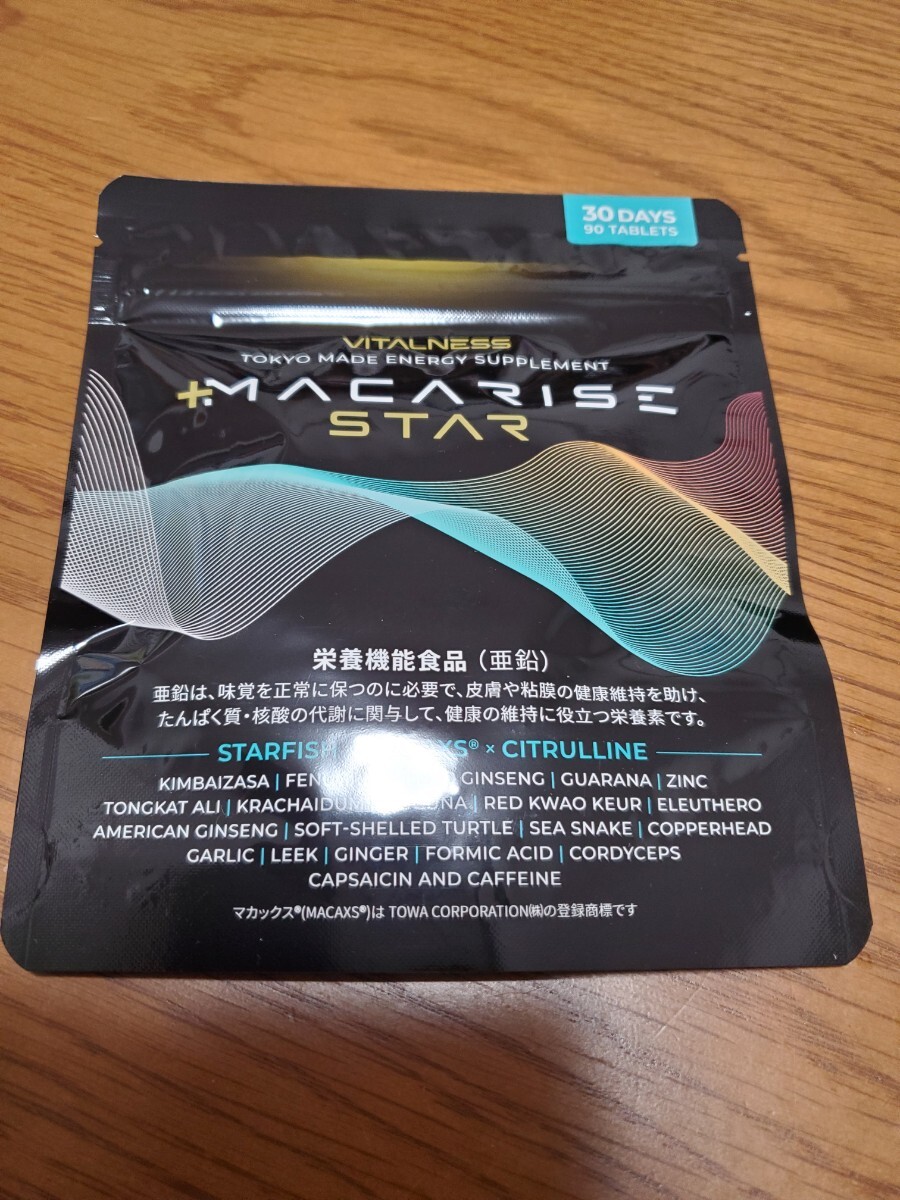 30 DAYS
90 TABLETS
VITALNESS
TOKYO MADE ENERGY SUPPLEMENT
+MACARISE
STAR
栄養機能食品（亜鉛）
亜鉛は、味覚を正常に保つのに必要で、皮膚や粘膜の健康維持を助け、
たんぱく質・核酸の代謝に関与して、健康の維持に役立つ栄養素です。
STARFISH XS® × CITRULLINE
KIMBAIZASA | GINSENG | GUARANA | ZINC
TONGKAT ALI | KRACHAIDUM | RED KWAO KEUR | ELEUTHERO
AMERICAN GINSENG | SOFT-SHELLED TURTLE | SEA SNAKE | COPPERHEAD
GARLIC | LEEK | GINGER | FORMIC ACID | CORDYCEPS
CAPSAICIN AND CAFFEINE
マカックス®(MACAXS®)は TOWA CORPORATION㈱の登録商標です